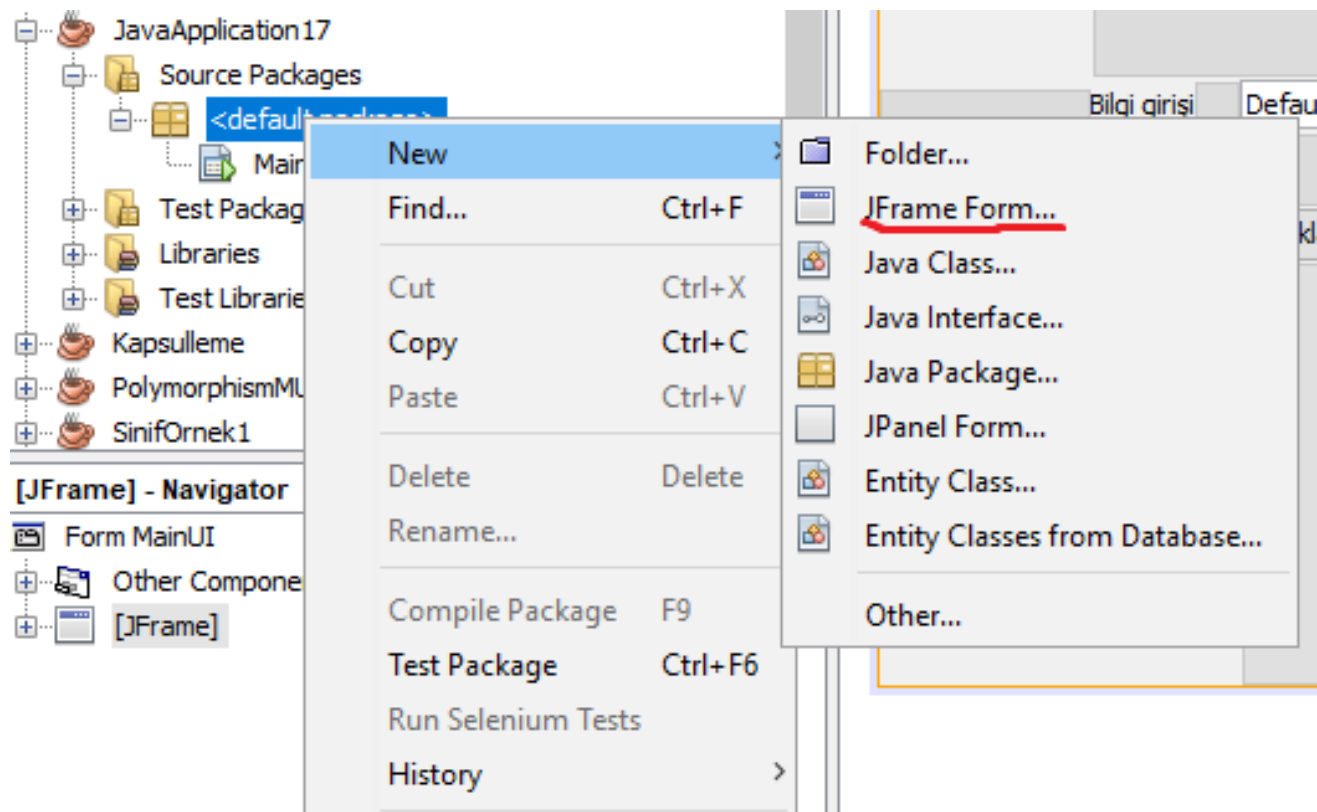 JavaApplication17
Source Packages
<default package>
Test Packag
Libraries
Test Librarie
Kapsulleme
PolymorphismMU
SinifOrnek1
[JFrame] - Navigator
Form MainUI
Other Compone
[JFrame]
New
Find... Ctrl+F
Cut Ctrl+X
Copy Ctrl+C
Paste Ctrl+V
Delete Delete
Rename...
Compile Package F9
Test Package Ctrl+F6
Run Selenium Tests
History
Folder...
JFrame Form...
Java Class...
Java Interface...
Java Package...
JPanel Form...
Entity Class...
Entity Classes from Database...
Other...
Bilgi girişi
Defau